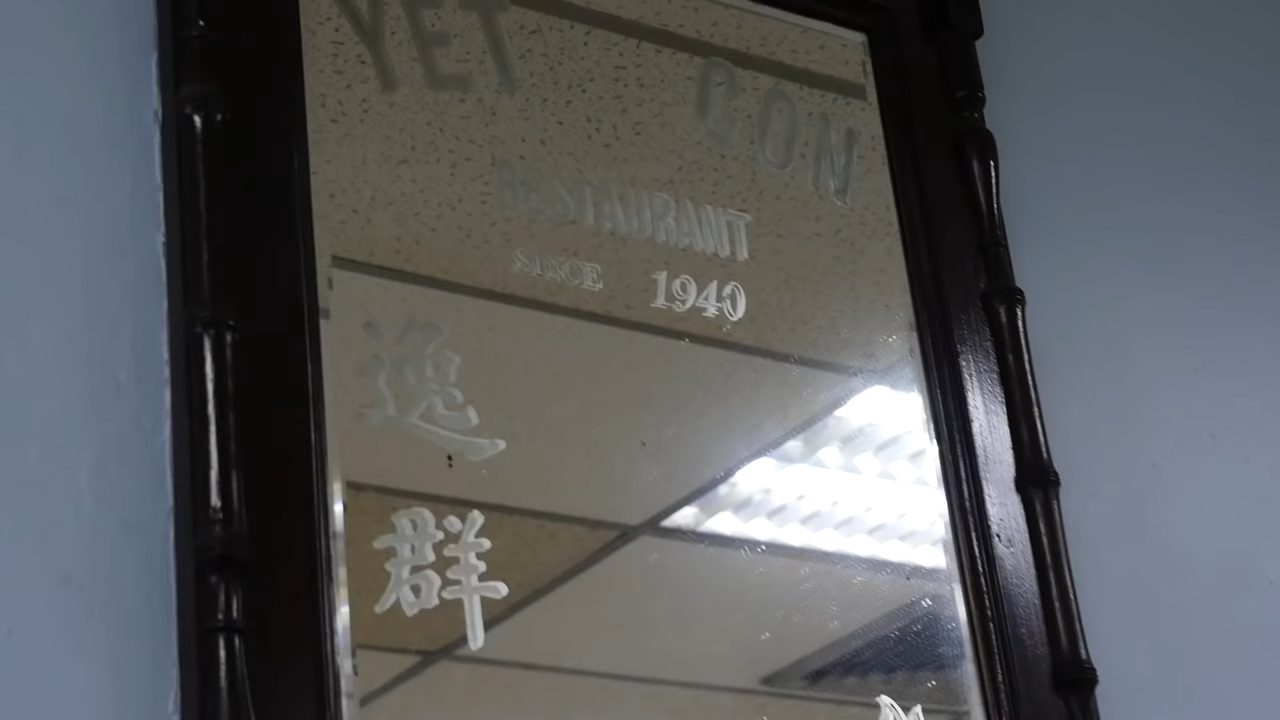 YET CON
RESTAURANT
SINCE 1940
逸
群